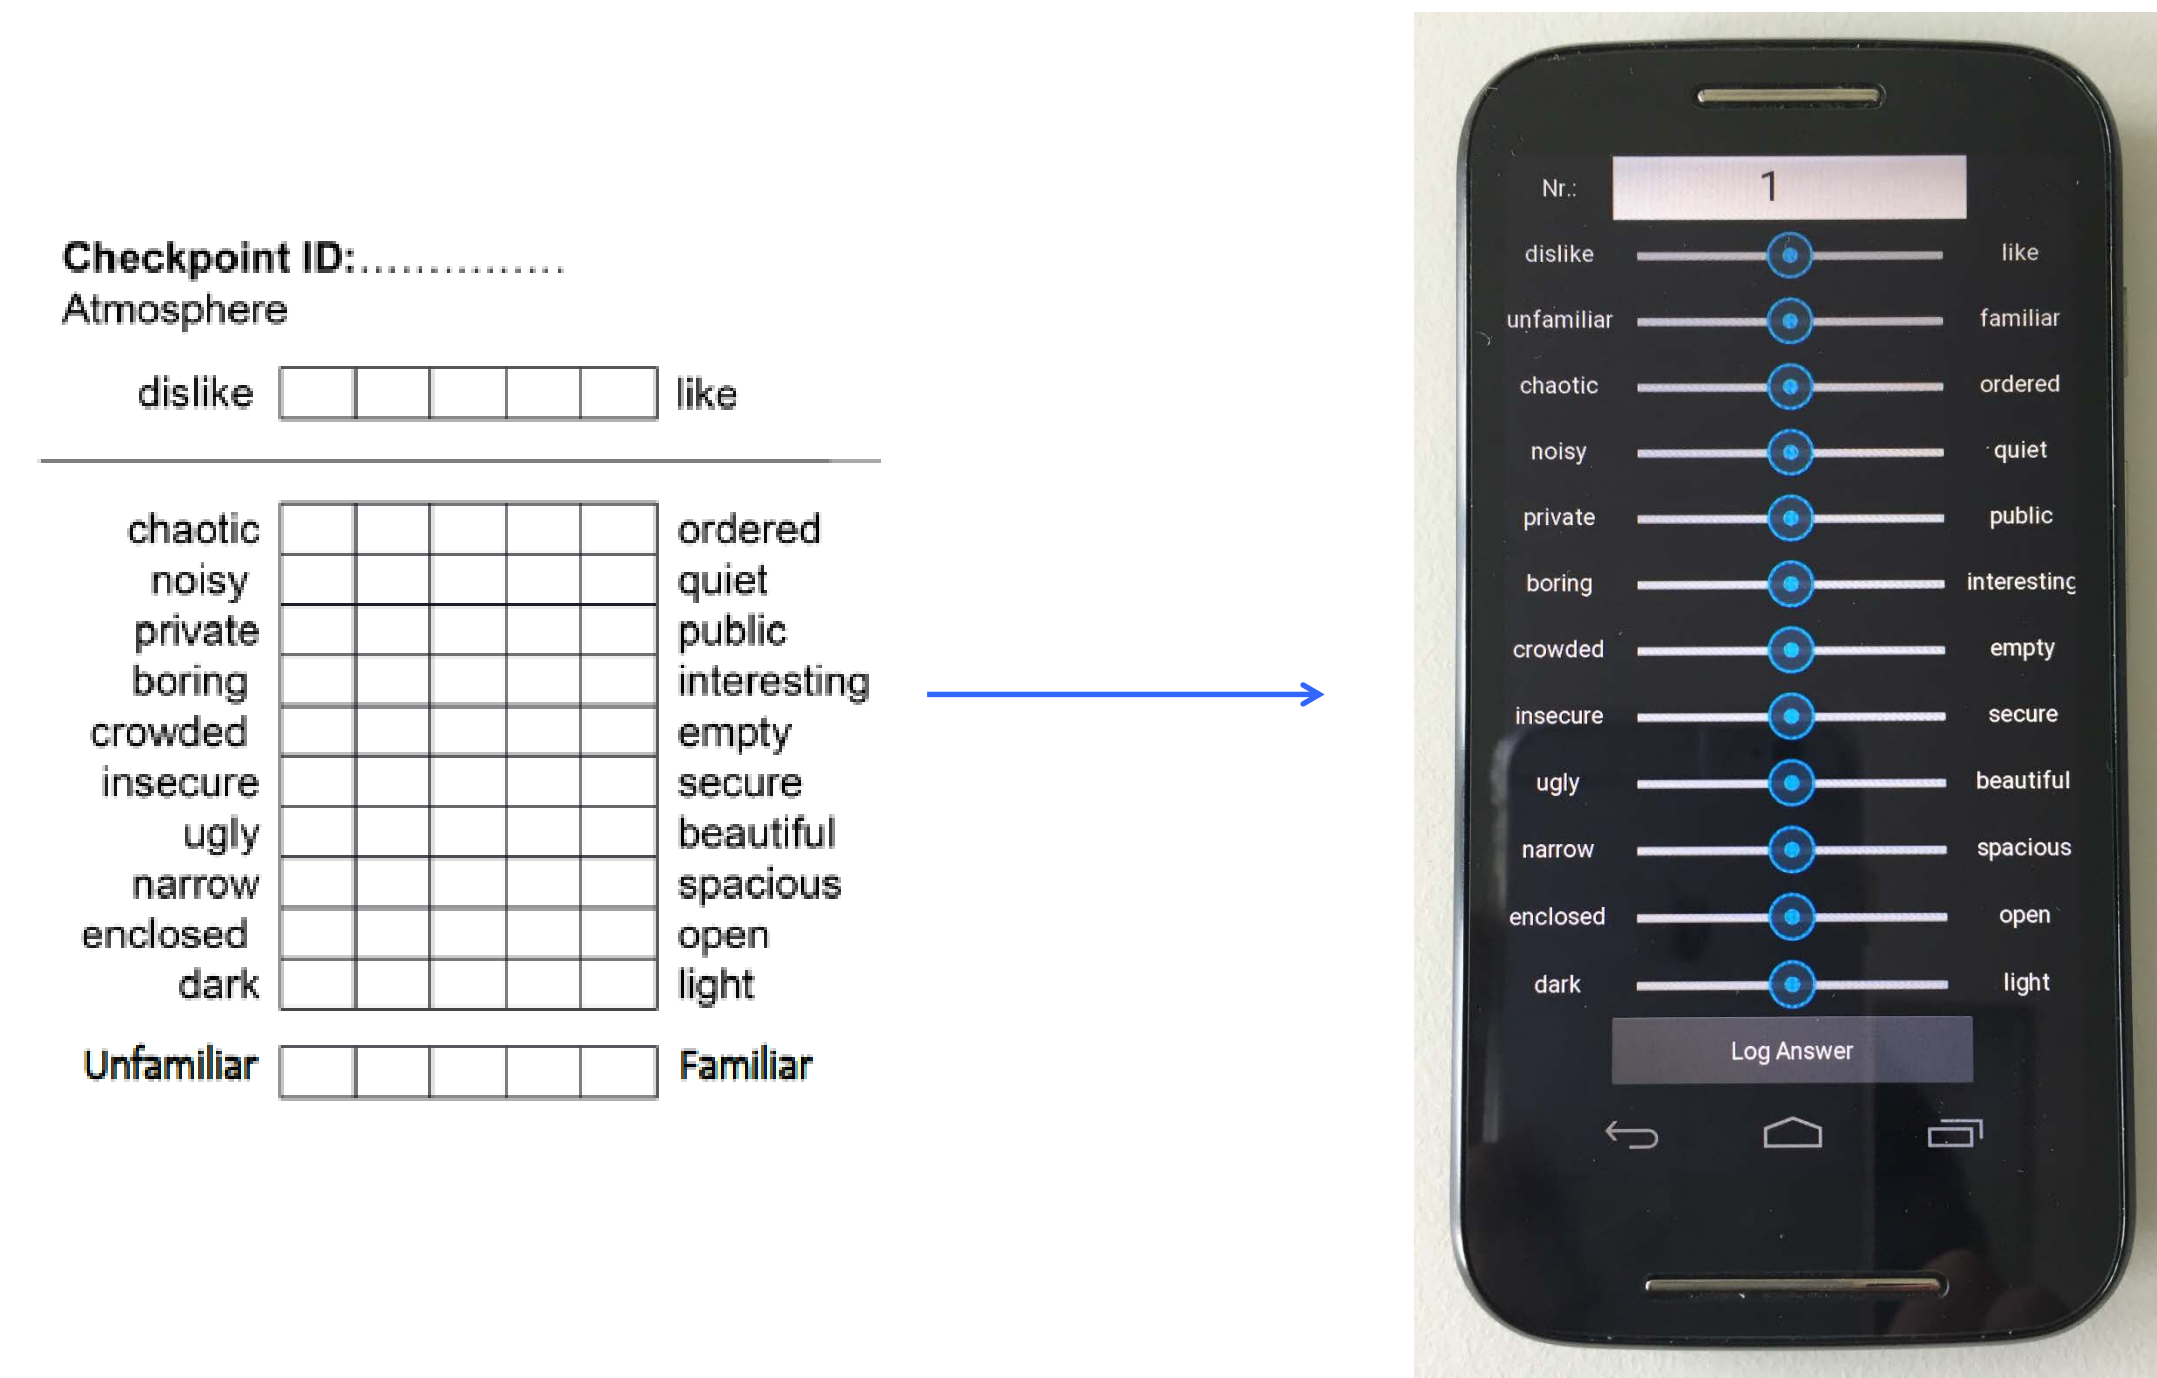 Checkpoint ID:...............
Atmosphere
dislike like
chaotic ordered
noisy quiet
private public
boring interesting
crowded empty
insecure secure
ugly beautiful
narrow spacious
enclosed open
dark light
Unfamiliar Familiar
Nr.: 1
dislike like
unfamiliar familiar
chaotic ordered
noisy quiet
private public
boring interesting
crowded empty
insecure secure
ugly beautiful
narrow spacious
enclosed open
dark light
Log Answer